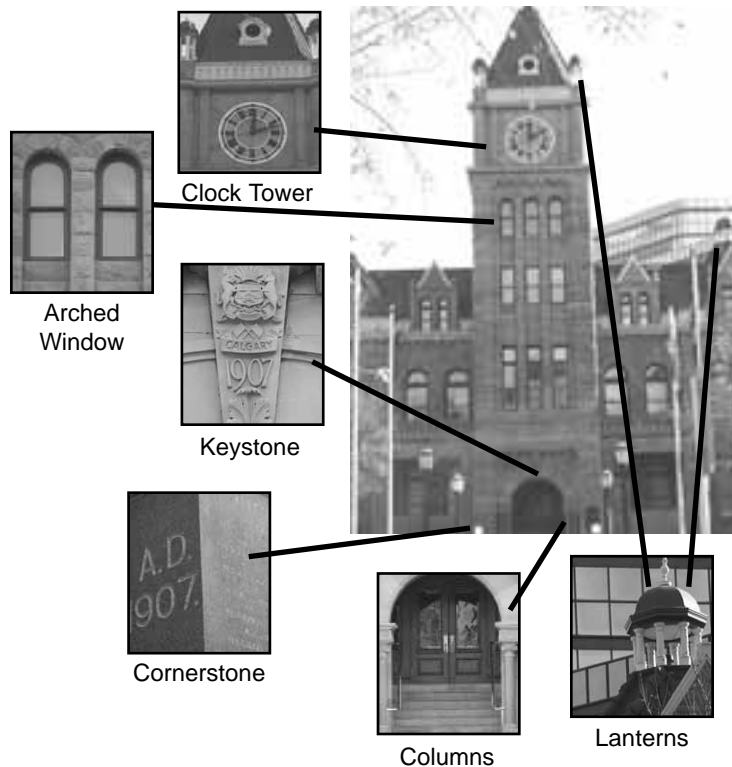 Clock Tower
Arched
Window
CALGARY
1907
Keystone
A.D.
907.
Cornerstone
Columns
Lanterns